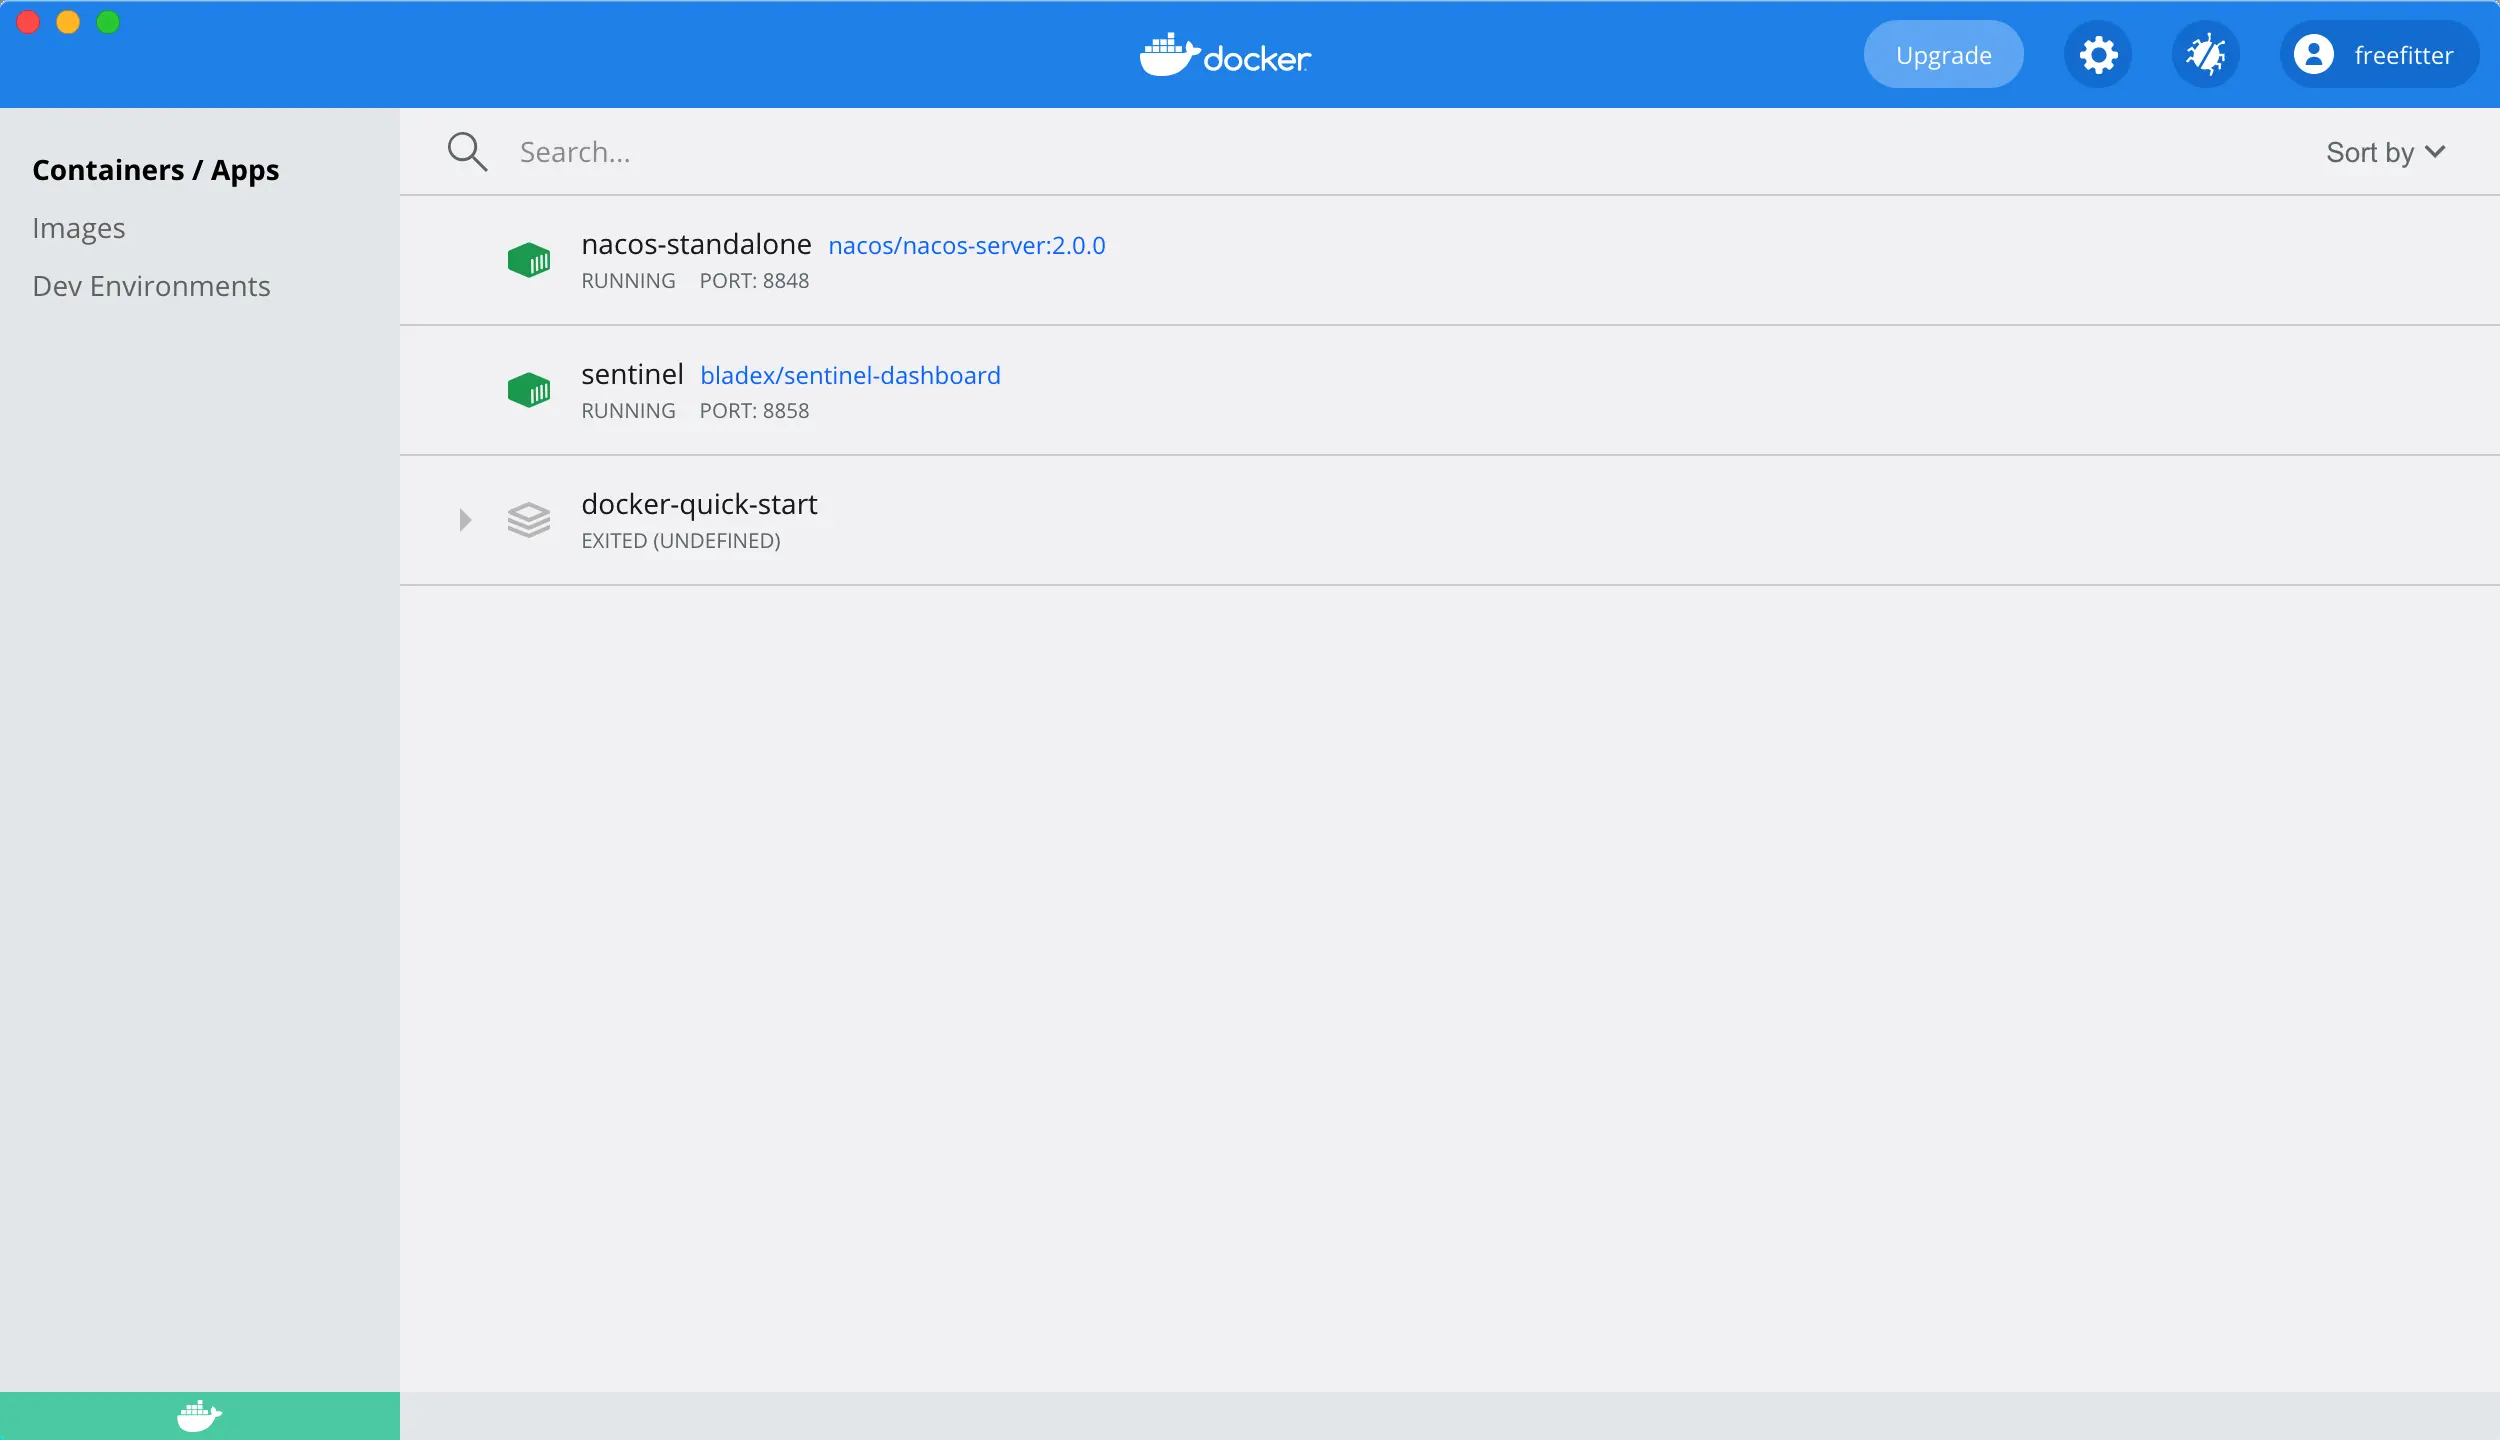 docker
Upgrade
freefitter
Containers / Apps
Images
Dev Environments
Search...
Sort by
nacos-standalone nacos/nacos-server:2.0.0
RUNNING PORT: 8848
sentinel bladex/sentinel-dashboard
RUNNING PORT: 8858
docker-quick-start
EXITED (UNDEFINED)